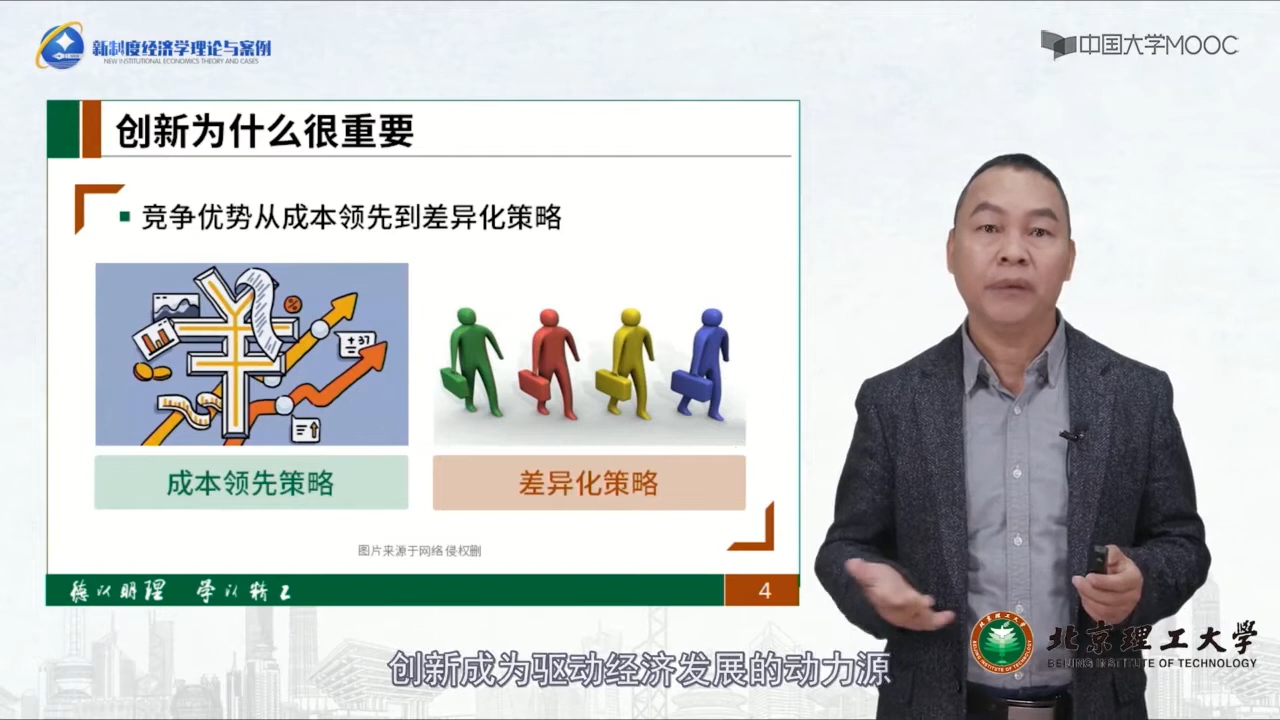 新制度经济学理论与案例
NEW INSTITUTIONAL ECONOMICS THEORY AND CASES
中国大学MOOC
创新为什么很重要
竞争优势从成本领先到差异化策略
成本领先策略
差异化策略
图片来源于网络 侵权删
德以明理 学以精工
4
北京理工大学
BEIJING INSTITUTE OF TECHNOLOGY
创新成为驱动经济发展的动力源